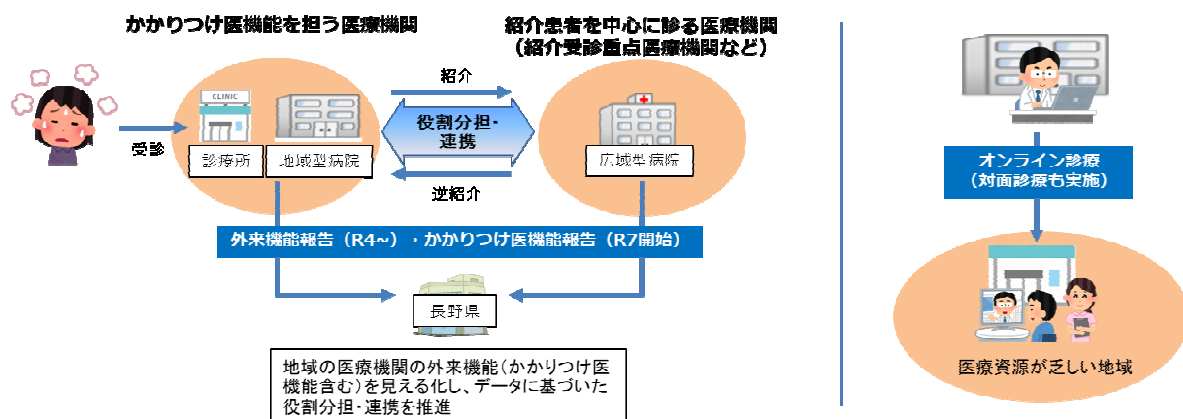 かかりつけ医機能を担う医療機関
紹介患者を中心に診る医療機関
（紹介受診重点医療機関など）
CLINIC
受診
診療所
地域型病院
紹介
役割分担・
連携
逆紹介
広域型病院
外来機能報告（R4~）・かかりつけ医機能報告（R7開始）
長野県
地域の医療機関の外来機能（かかりつけ医
機能含む）を見える化し、データに基づいた
役割分担・連携を推進
オンライン診療
（対面診療も実施）
医療資源が乏しい地域